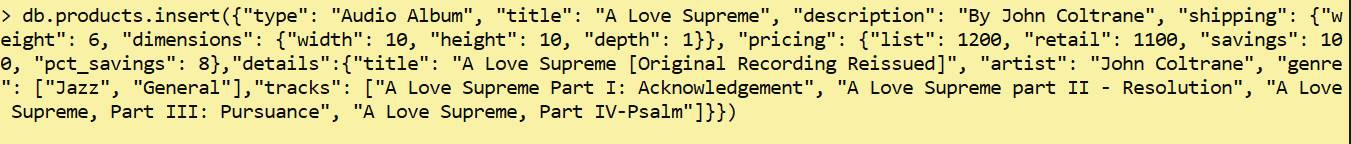 > db.products.insert({"type": "Audio Album", "title": "A Love Supreme", "description": "By John Coltrane", "shipping": {"w
eight": 6, "dimensions": {"width": 10, "height": 10, "depth": 1}}, "pricing": {"list": 1200, "retail": 1100, "savings": 10
0, "pct_savings": 8},"details":{"title": "A Love Supreme [Original Recording Reissued]", "artist": "John Coltrane", "genre
": ["Jazz", "General"],"tracks": ["A Love Supreme Part I: Acknowledgement", "A Love Supreme part II - Resolution", "A Love
 Supreme, Part III: Pursuance", "A Love Supreme, Part IV-Psalm"]}})